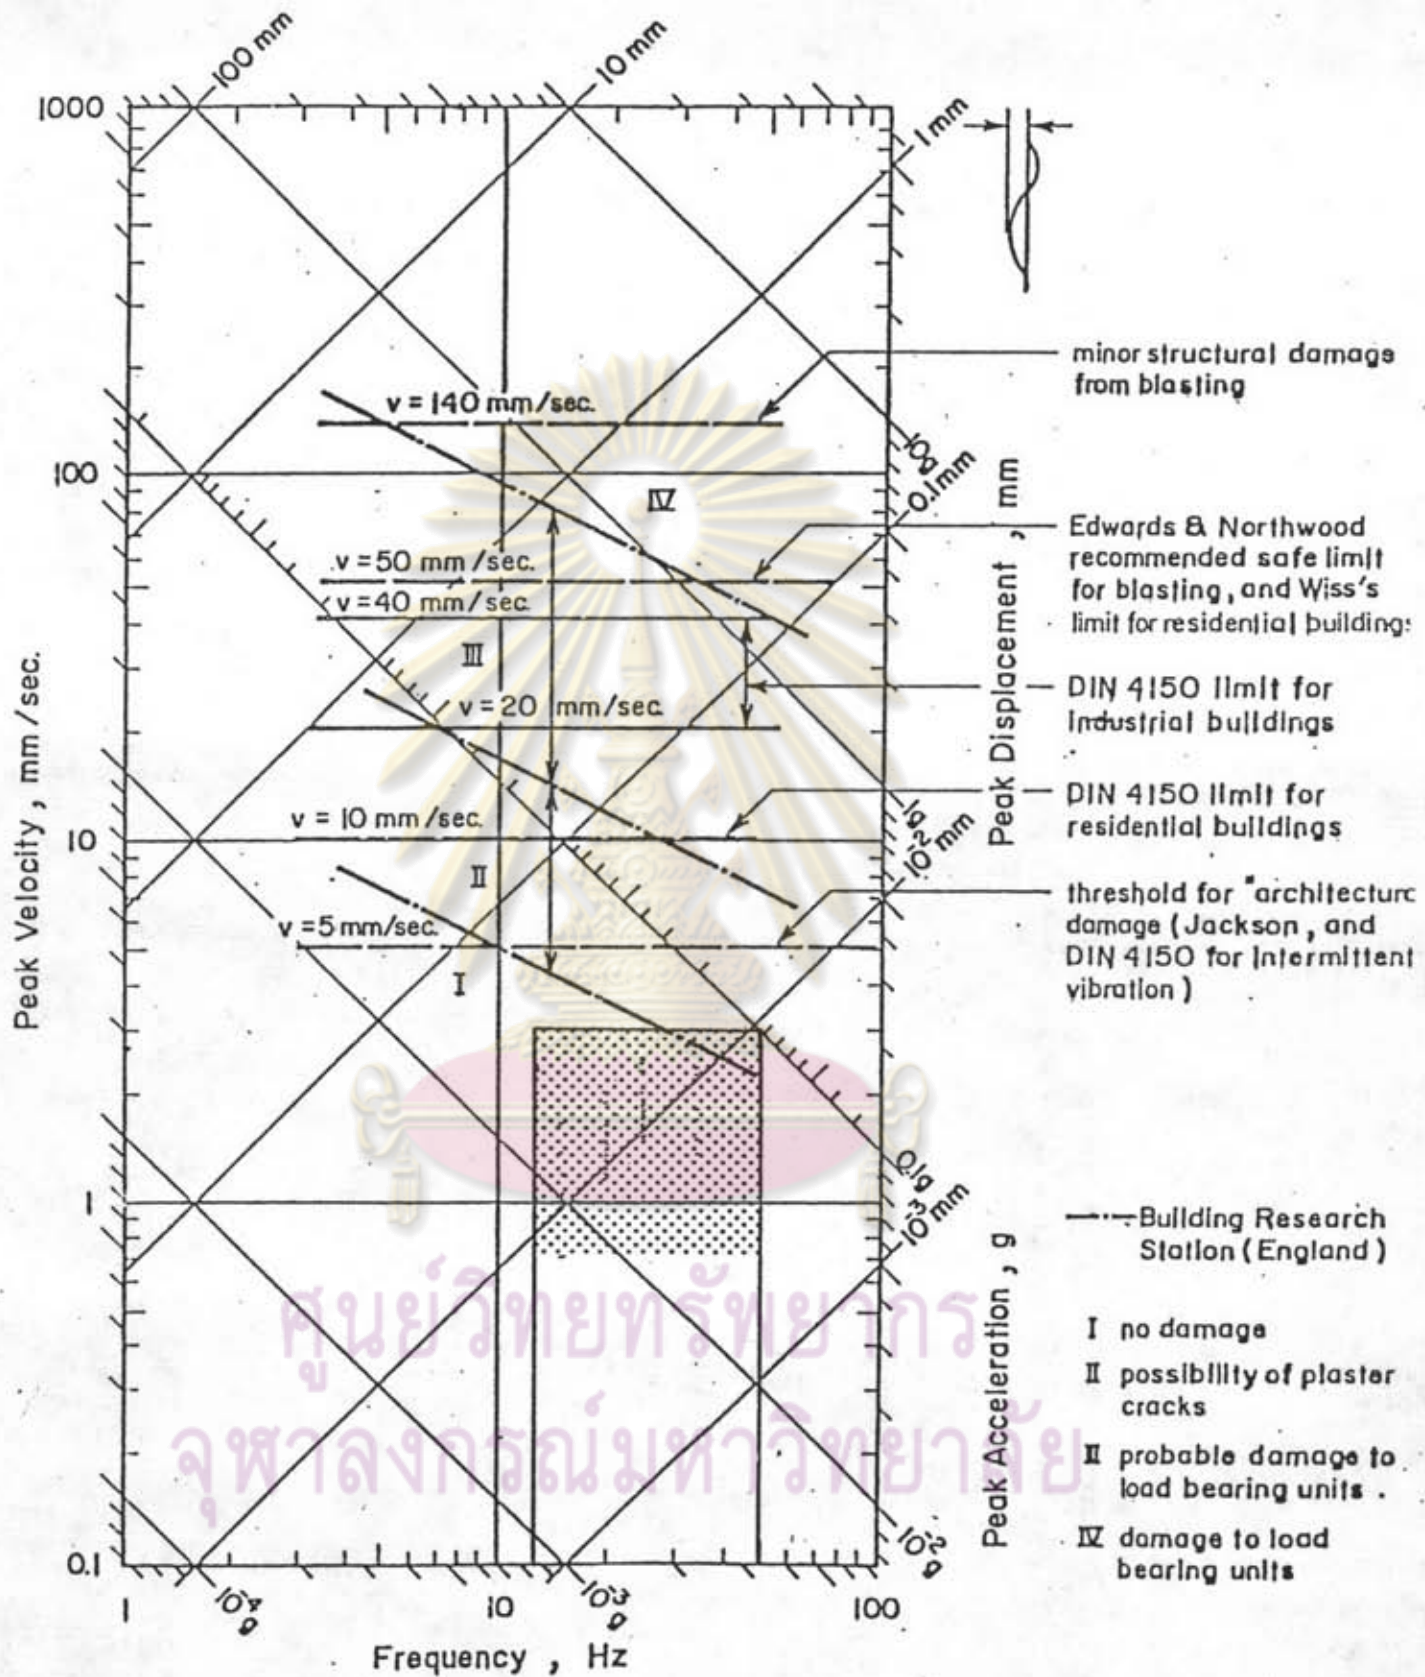 100 mm
10 mm
1 mm
1000
v = 140 mm/sec.
minor structural damage
from blasting
10g
0.1mm
100
IV
Edwards & Northwood
recommended safe limit
for blasting, and Wiss's
limit for residential building:
v = 50 mm/sec.
v = 40 mm/sec.
III
DIN 4150 limit for
industrial buildings
v = 20 mm/sec.
Peak Displacement , mm
Peak Velocity , mm/sec.
DIN 4150 limit for
residential buildings
1g
10-2 mm
v = 10 mm/sec.
10
II
threshold for "architecture
damage (Jackson, and
DIN 4150 for intermittent
vibration)
v = 5 mm/sec.
I
0.1g
10-3 mm
1
Building Research
Station (England)
ศูนย์วิทยทรัพยากร
จุฬาลงกรณ์มหาวิทยาลัย
Peak Acceleration , g
I no damage
II possibility of plaster
cracks
II probable damage to
load bearing units .
IV damage to load
bearing units
10-2 g
0.1
1
10-4 g
10
10-3 g
100
Frequency , Hz